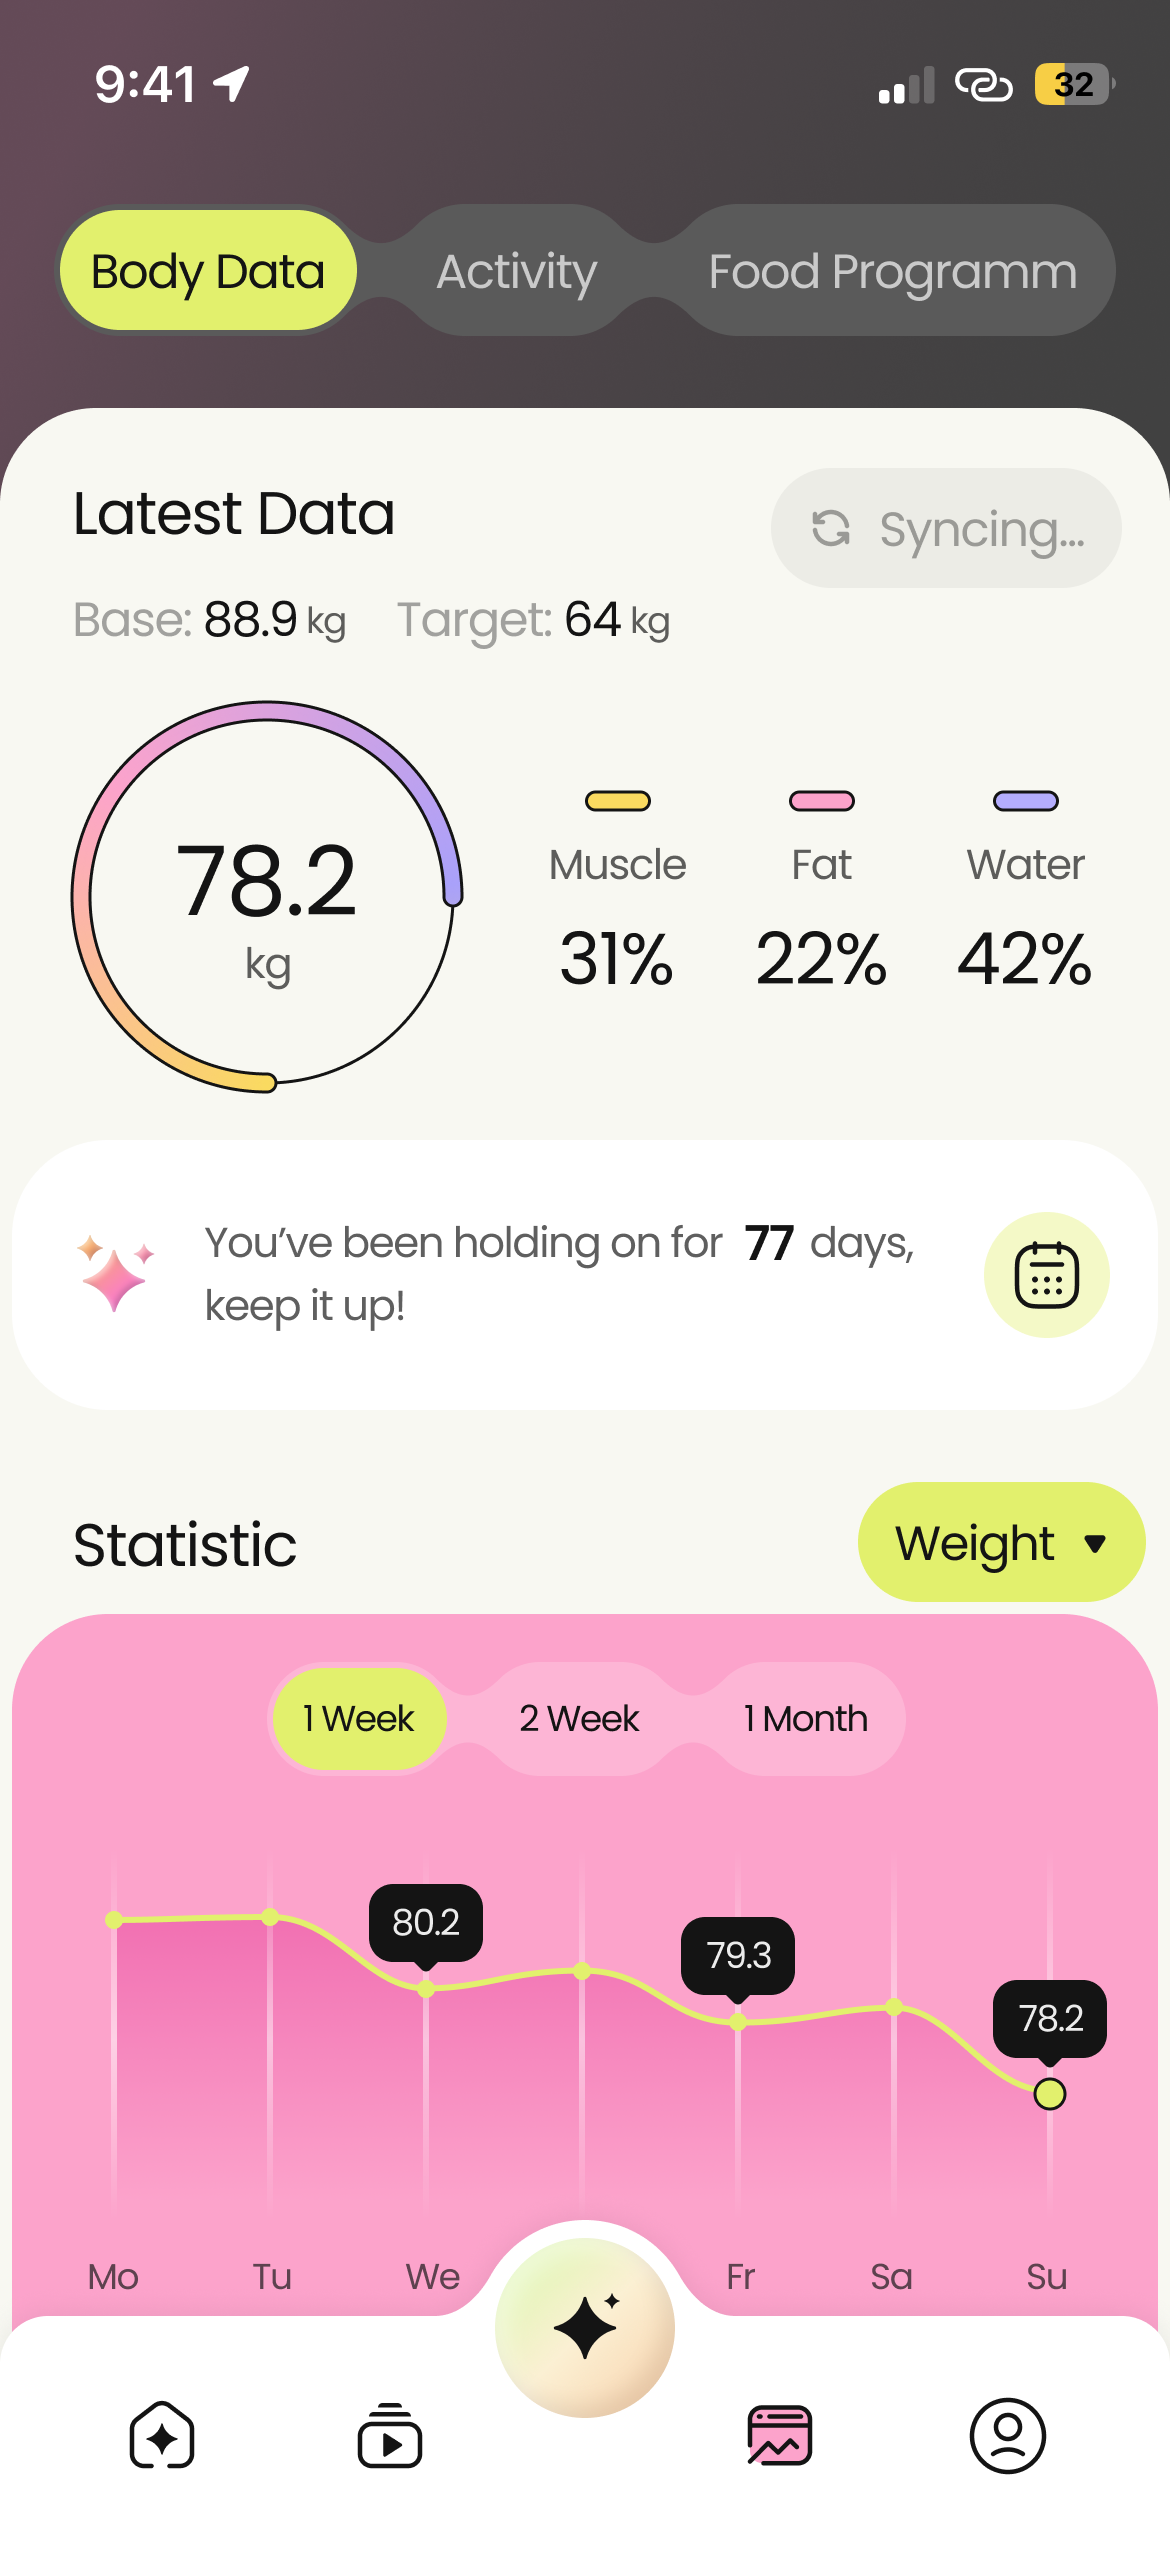 9:41
32
Body Data Activity Food Programm
Latest Data
Syncing...
Base: 88.9 kg Target: 64 kg
78.2
kg
Muscle Fat Water
31% 22% 42%
You’ve been holding on for 77 days,
keep it up!
Statistic
Weight
1 Week 2 Week 1 Month
80.2
79.3
78.2
Mo Tu We Fr Sa Su